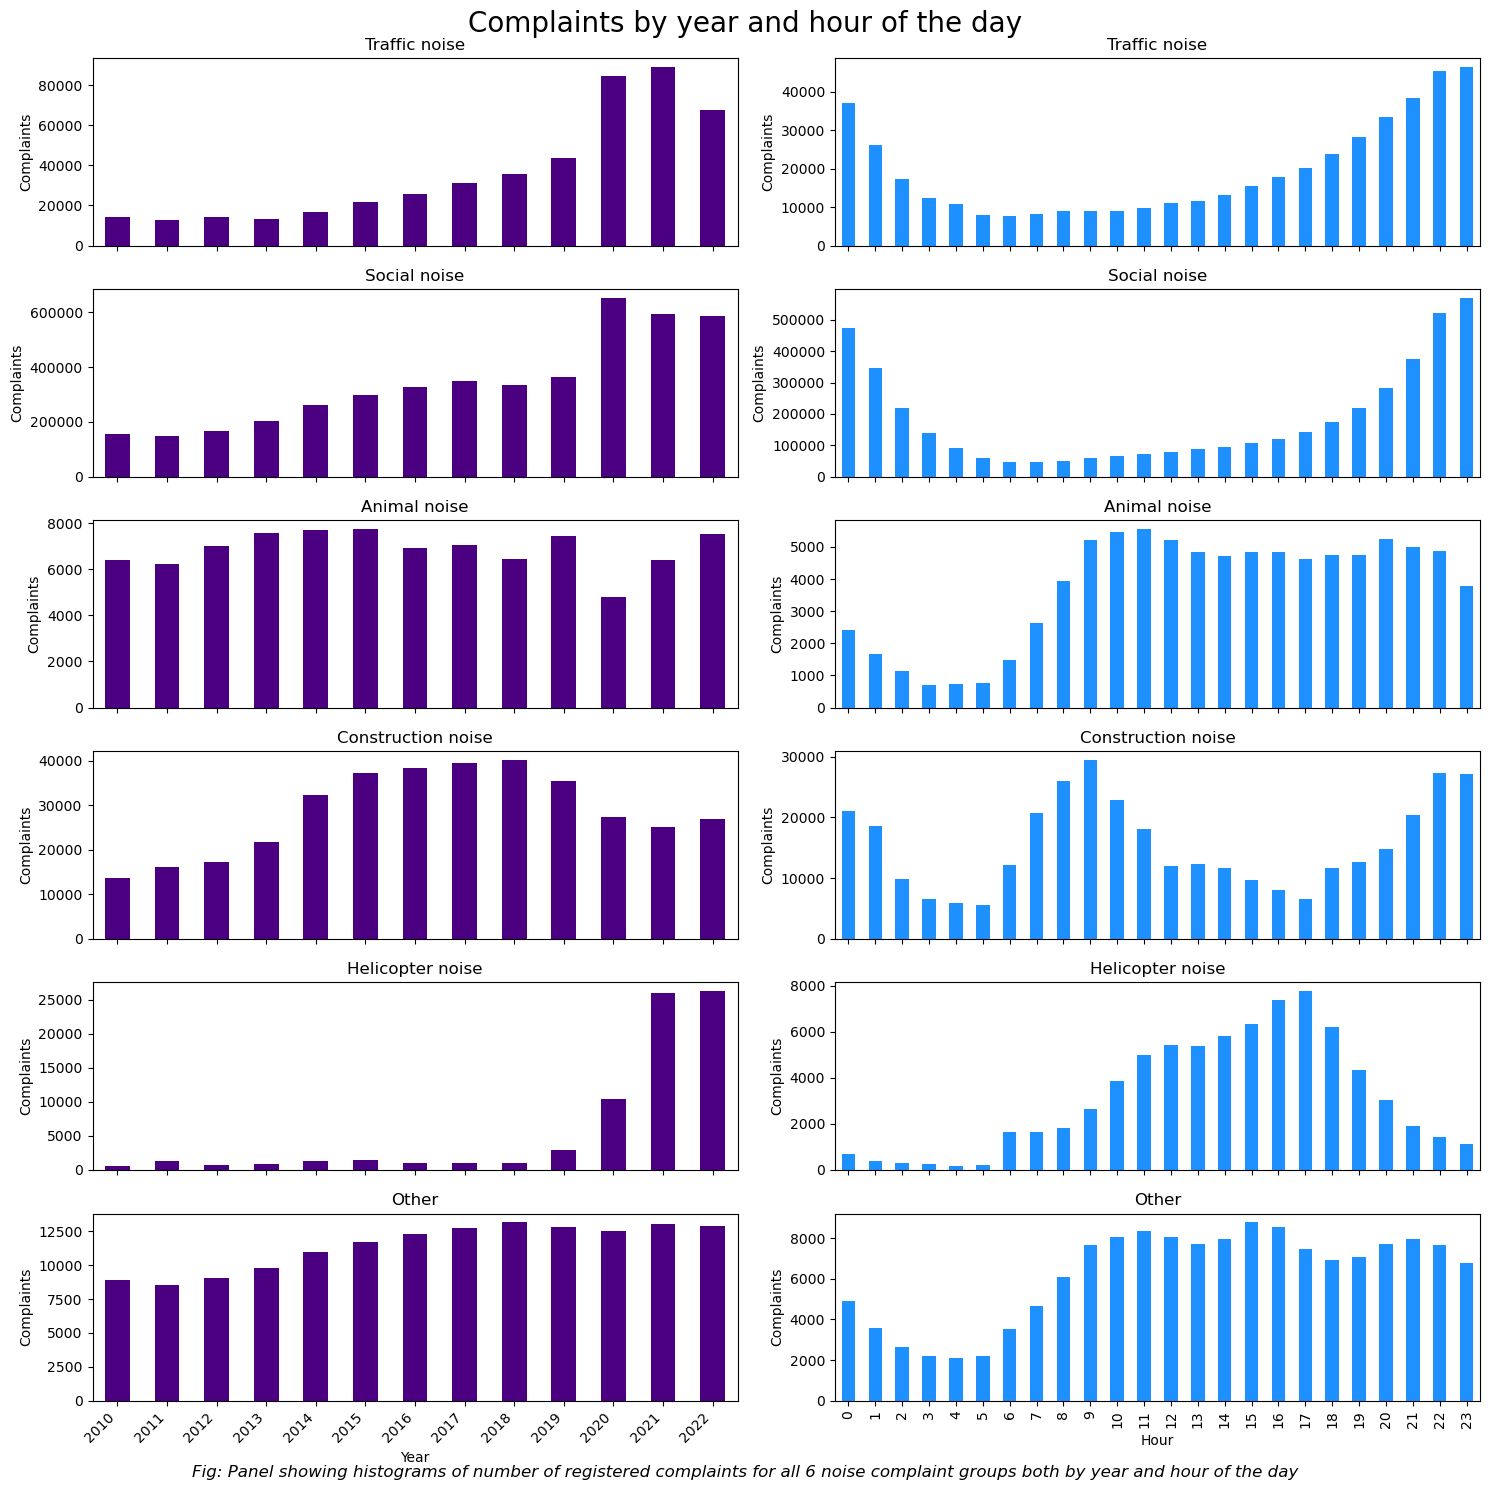 Complaints by year and hour of the day
Traffic noise
Complaints
80000
60000
40000
20000
0
Traffic noise
Complaints
40000
30000
20000
10000
0
Social noise
Complaints
600000
400000
200000
0
Social noise
Complaints
500000
400000
300000
200000
100000
0
Animal noise
Complaints
8000
6000
4000
2000
0
Animal noise
Complaints
5000
4000
3000
2000
1000
0
Construction noise
Complaints
40000
30000
20000
10000
0
Construction noise
Complaints
30000
20000
10000
0
Helicopter noise
Complaints
25000
20000
15000
10000
5000
0
Helicopter noise
Complaints
8000
6000
4000
2000
0
Other
Complaints
12500
10000
7500
5000
2500
0
2010 2011 2012 2013 2014 2015 2016 2017 2018 2019 2020 2021 2022
Year
Other
Complaints
8000
6000
4000
2000
0
0 1 2 3 4 5 6 7 8 9 10 11 12 13 14 15 16 17 18 19 20 21 22 23
Hour
Fig: Panel showing histograms of number of registered complaints for all 6 noise complaint groups both by year and hour of the day